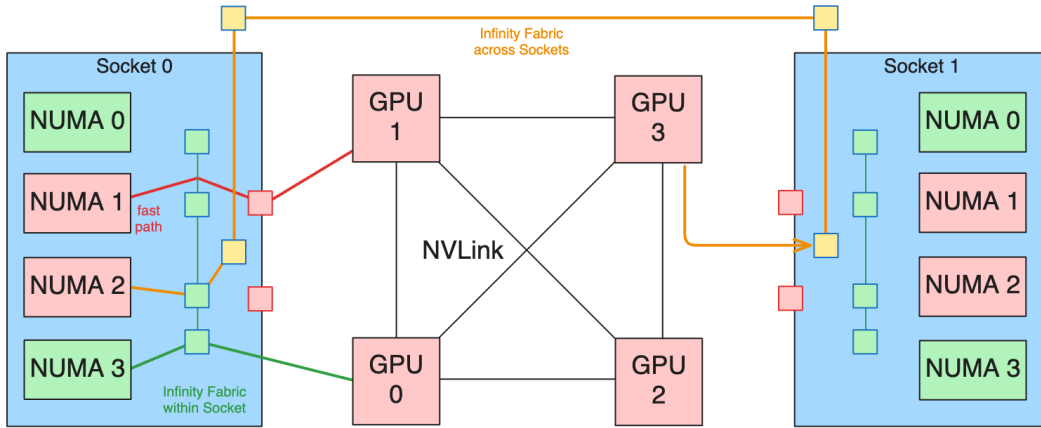 Infinity Fabric
across Sockets
Socket 0
NUMA 0
NUMA 1
fast
path
NUMA 2
NUMA 3
Infinity Fabric
within Socket
GPU
1
GPU
3
NVLink
GPU
0
GPU
2
Socket 1
NUMA 0
NUMA 1
NUMA 2
NUMA 3